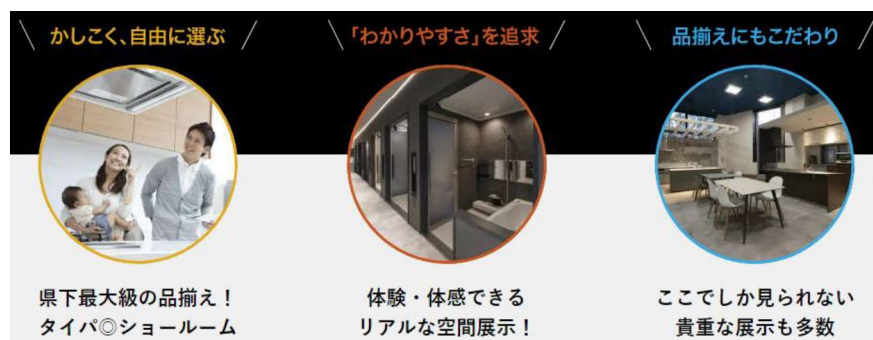 かしこく、自由に選ぶ
県下最大級の品揃え！
タイパ◎ショールーム
「わかりやすさ」を追求
体験・体感できる
リアルな空間展示！
品揃えにもこだわり
ここでしか見られない
貴重な展示も多数